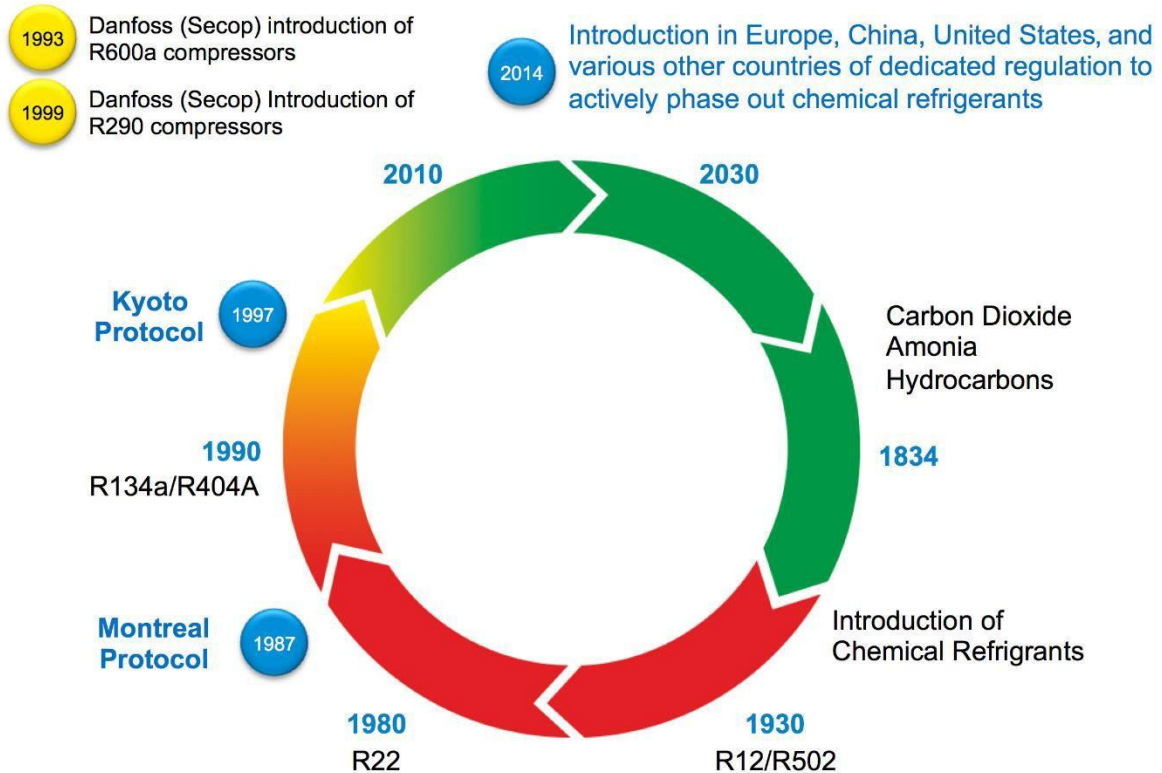 1993
Danfoss (Secop) introduction of
R600a compressors
1999
Danfoss (Secop) Introduction of
R290 compressors
2014
Introduction in Europe, China, United States, and
various other countries of dedicated regulation to
actively phase out chemical refrigerants
2010
2030
Kyoto
Protocol
1997
Carbon Dioxide
Amonia
Hydrocarbons
1990
R134a/R404A
1834
Montreal
Protocol
1987
Introduction of
Chemical Refrigrants
1980
R22
1930
R12/R502